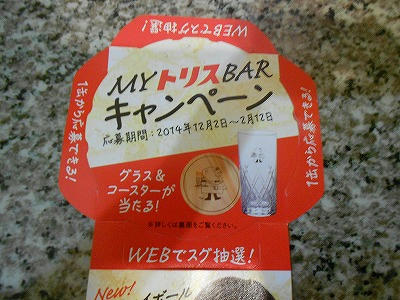 WEBでスグ抽選!
1缶から応募できる!
MYトリスBAR
キャンペーン
応募期間:2014年12月2日~2月12日
1缶から応募できる!
グラス&
コースターが
当たる!
※詳しくは裏面をご覧ください。
WEBでスグ抽選!
New!
イボール